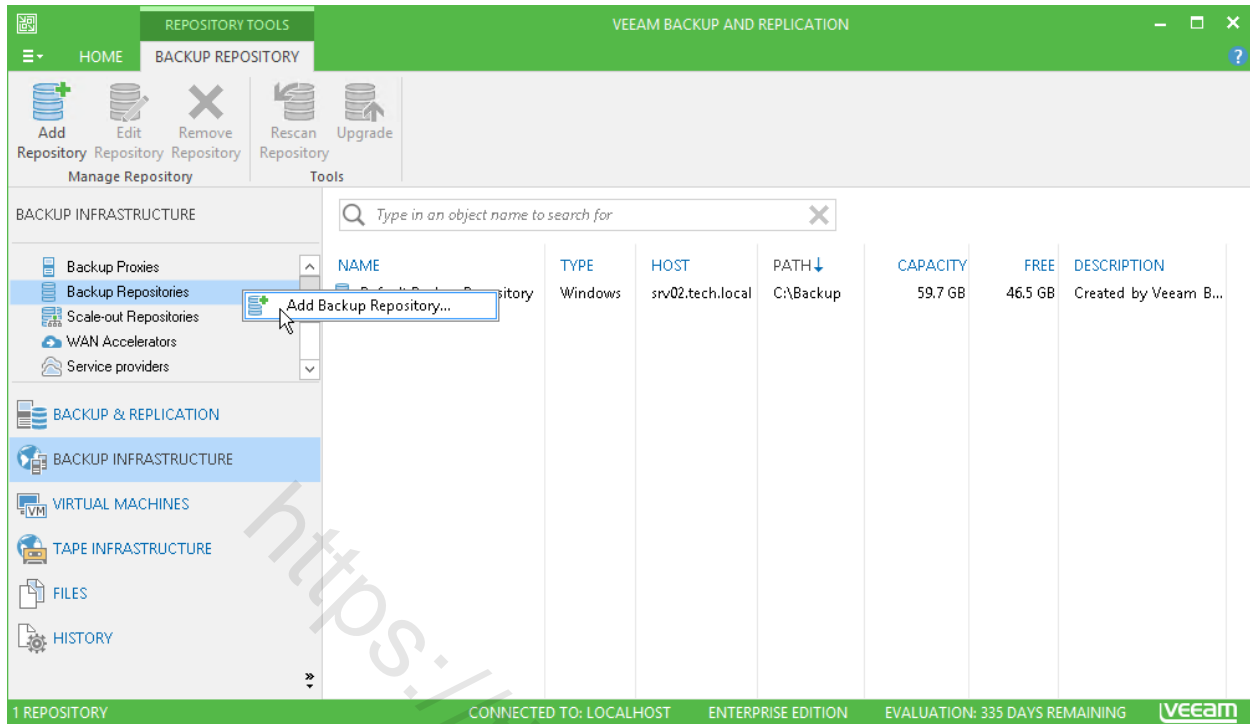 REPOSITORY TOOLS
VEEAM BACKUP AND REPLICATION
HOME
BACKUP REPOSITORY
?
Add Repository
Edit Repository
Remove Repository
Rescan Repository
Upgrade
Manage Repository
Tools
BACKUP INFRASTRUCTURE
Type in an object name to search for
Backup Proxies
Backup Repositories
Scale-out Repositories
WAN Accelerators
Service providers
Add Backup Repository...
NAME TYPE HOST PATH CAPACITY FREE DESCRIPTION
Default Backup Repository Windows srv02.tech.local C:\Backup 59.7 GB 46.5 GB Created by Veeam B...
BACKUP & REPLICATION
BACKUP INFRASTRUCTURE
VM
VIRTUAL MACHINES
TAPE INFRASTRUCTURE
FILES
HISTORY
https:/
1 REPOSITORY
CONNECTED TO: LOCALHOST
ENTERPRISE EDITION
EVALUATION: 335 DAYS REMAINING
veeam